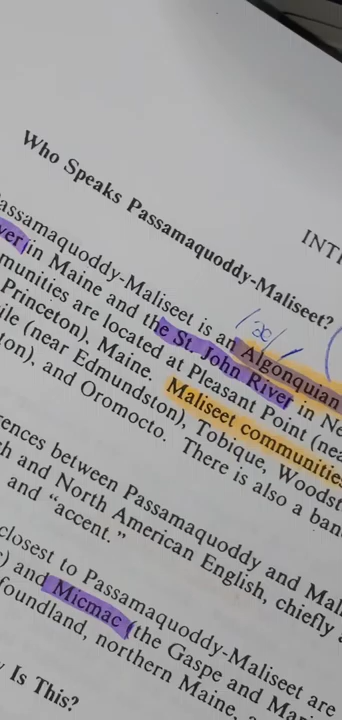 INT
Who Speaks Passamaquoddy-Maliseet?
assamaquoddy-Maliseet is an Algonquian
ver in Maine and the St. John River in Ne
munities are located at Pleasant Point (nea
Princeton), Maine. Maliseet communitie
ile (near Edmundston), Tobique, Woodst
ton), and Oromocto. There is also a ban
ences between Passamaquoddy and Mal
h and North American English, chiefly
and “accent.”
closest to Passamaquoddy-Maliseet are
) and Micmac (the Gaspe and Mar
foundland, northern Maine,
Is This?